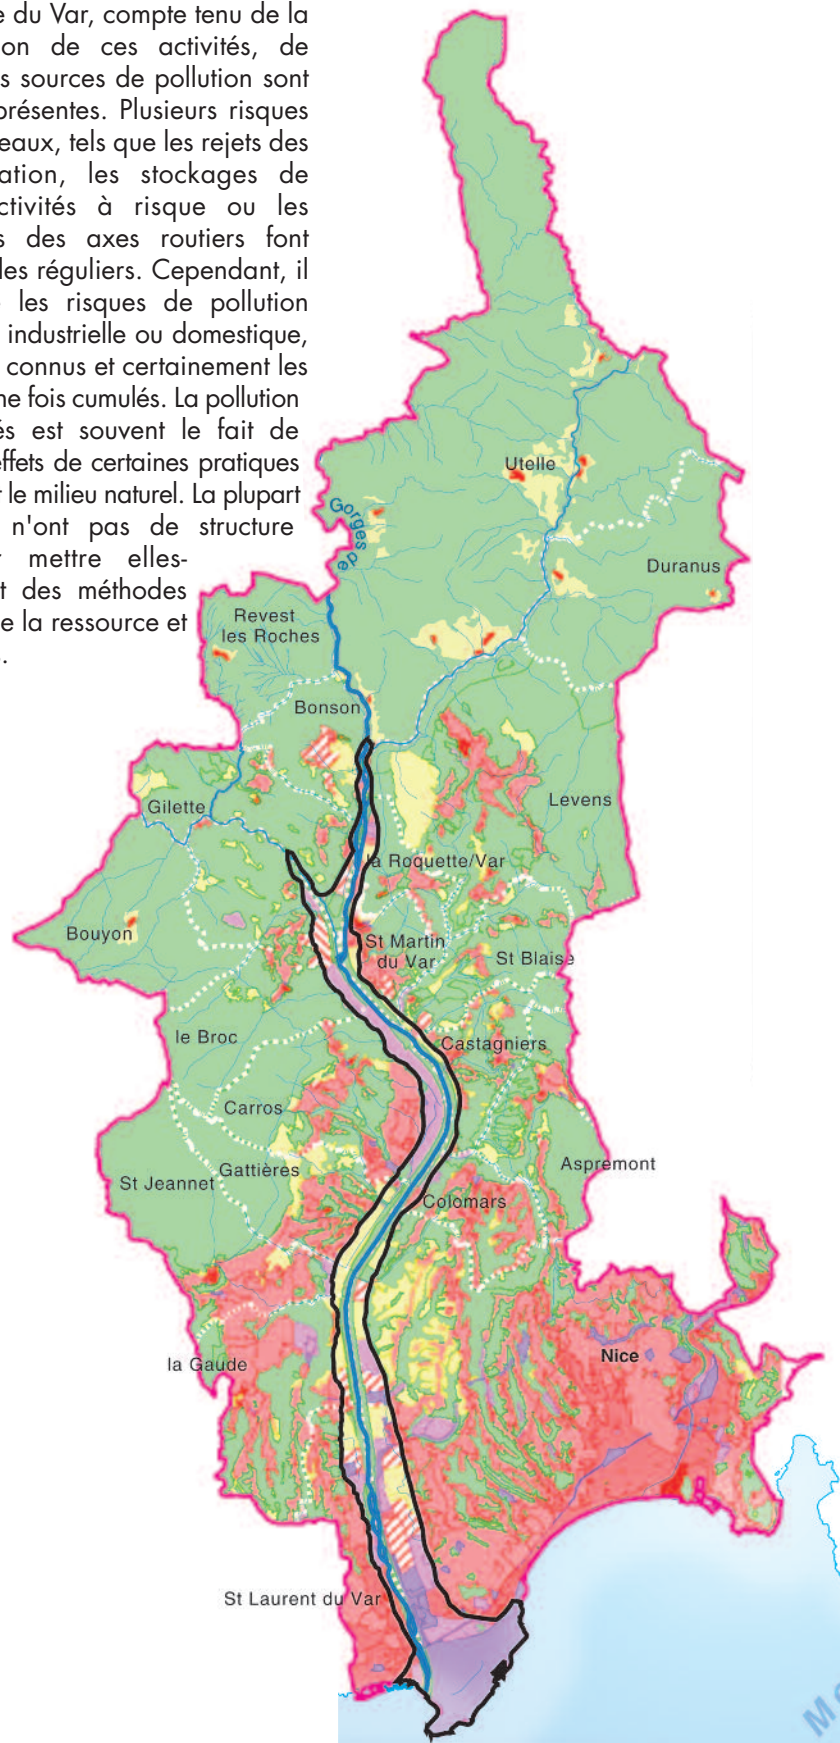 e du Var, compte tenu de la
on de ces activités, de
s sources de pollution sont
présentes. Plusieurs risques
eaux, tels que les rejets des
ation, les stockages de
ctivités à risque ou les
s des axes routiers font
les réguliers. Cependant, il
les risques de pollution
industrielle ou domestique,
connus et certainement les
ne fois cumulés. La pollution
és est souvent le fait de
effets de certaines pratiques
r le milieu naturel. La plupart
n'ont pas de structure
r mettre elles-
t des méthodes
e la ressource et
s.
Utelle
Gorges de
Duranus
Revest
les Roches
Bonson
Gilette
Levens
la Roquette/Var
Bouyon
St Martin
du Var
St Blaise
le Broc
Castagniers
Carros
Gattières
St Jeannet
Aspremont
Colomars
la Gaude
Nice
St Laurent du Var
Me